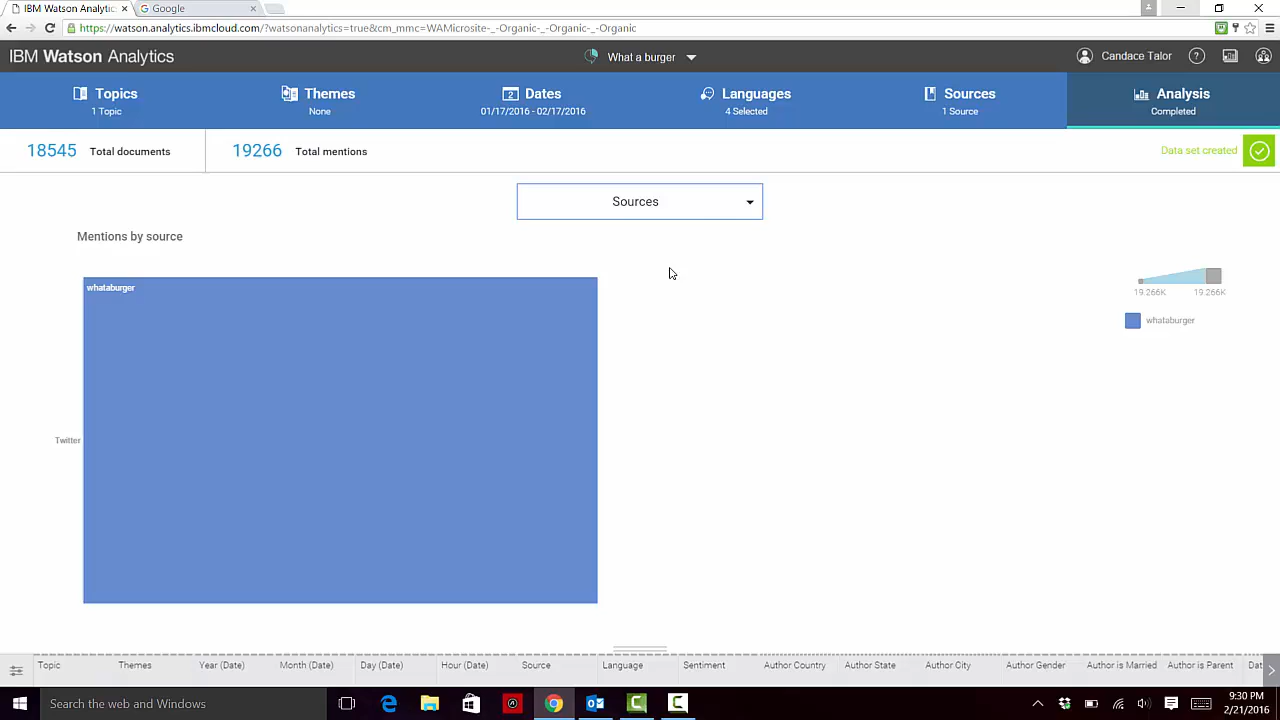 IBM Watson Analytics
Google
https://watson.analytics.ibmcloud.com/?watsonanalytics=true&cm_mmc=WAMicrosite-_-Organic-_-Organic-_-Organic
IBM Watson Analytics
What a burger
Candace Talor
Topics
1 Topic
Themes
None
2
Dates
01/17/2016 - 02/17/2016
Languages
4 Selected
Sources
1 Source
Analysis
Completed
18545 Total documents
19266 Total mentions
Data set created
Sources
Mentions by source
whataburger
19.266K 19.266K
whataburger
Twitter
Topic Themes Year (Date) Month (Date) Day (Date) Hour (Date) Source Language Sentiment Author Country Author State Author City Author Gender Author is Married Author is Parent Dat
Search the web and Windows
9:30 PM
2/21/2016